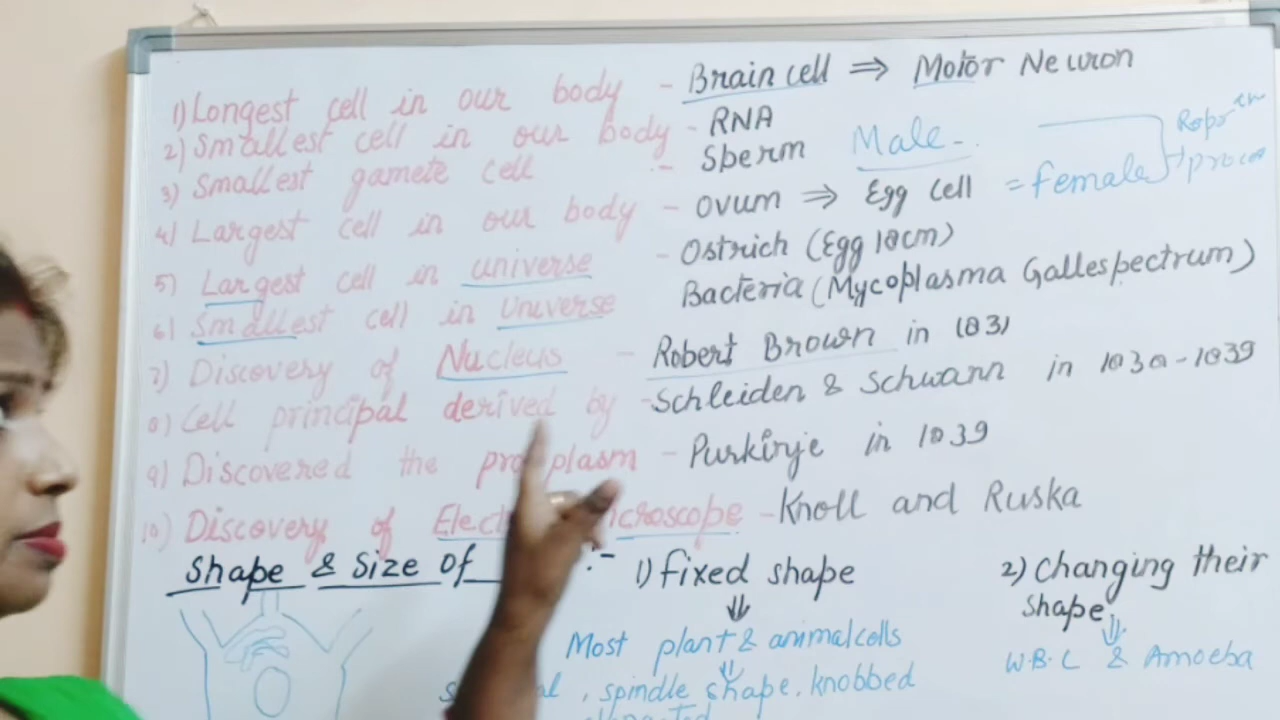 1) Longest cell in our body - Brain cell ⇒ Motor Neuron
2) Smallest cell in our body - RNA
3) Smallest gamete cell - Sperm Male -
4) Largest cell in our body - Ovum ⇒ Egg cell = female
5) Largest cell in universe - Ostrich (Egg 18cm)
6) Smallest cell in Universe Bacteria (Mycoplasma Gallespectrum)
7) Discovery of Nucleus - Robert Brown in 1831
8) Cell principal derived by - Schleiden & Schwann in 1838-1839
9) Discovered the plasm - Purkinje in 1839
10) Discovery of - Knoll and Ruska
Shape & Size of :- 1) fixed shape 2) Changing their
shape
⇓ ⇓
Most plant & animal cells W.B.C & Amoeba
⇓
, spindle shape, knobbed